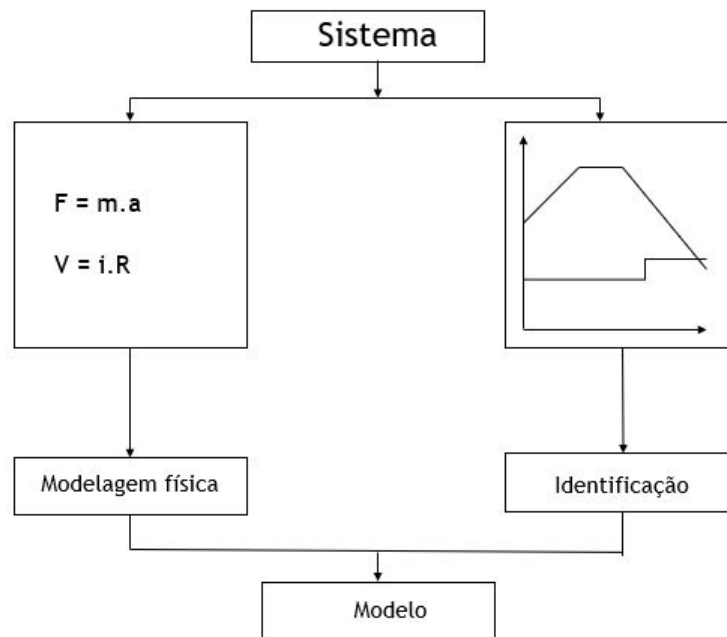 Sistema
F = m.a
V = i.R
Modelagem física
Identificação
Modelo